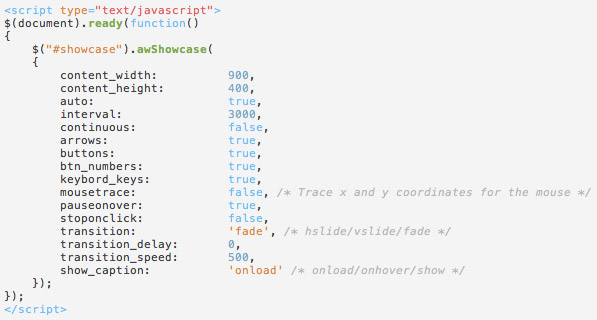 <script type="text/javascript">
$(document).ready(function()
{
    $("#showcase").awShowcase(
    {
        content_width:          900,
        content_height:         400,
        auto:                   true,
        interval:               3000,
        continuous:             false,
        arrows:                 true,
        buttons:                true,
        btn_numbers:            true,
        keybord_keys:           true,
        mousetrace:             false, /* Trace x and y coordinates for the mouse */
        pauseonover:            true,
        stoponclick:            false,
        transition:             'fade', /* hslide/vslide/fade */
        transition_delay:       0,
        transition_speed:       500,
        show_caption:           'onload' /* onload/onhover/show */
    });
});
</script>